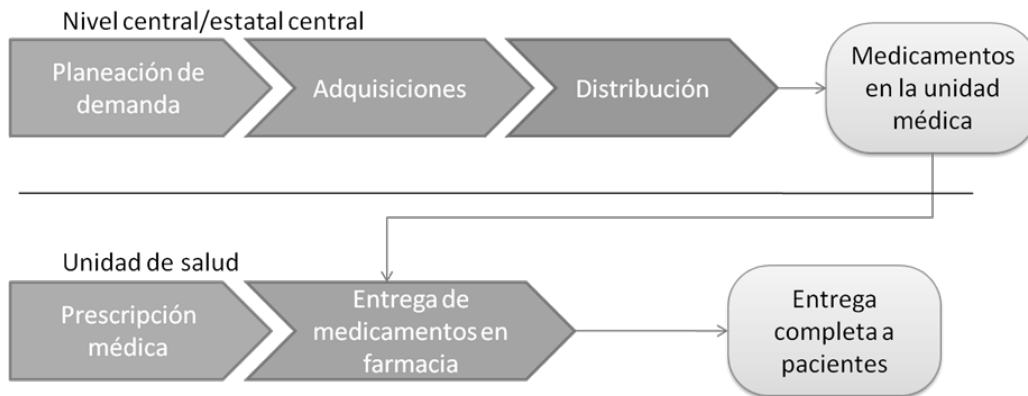 Nivel central/estatal central
Planeación de
demanda
Adquisiciones
Distribución
Medicamentos
en la unidad
médica
Unidad de salud
Prescripción
médica
Entrega de
medicamentos en
farmacia
Entrega
completa a
pacientes